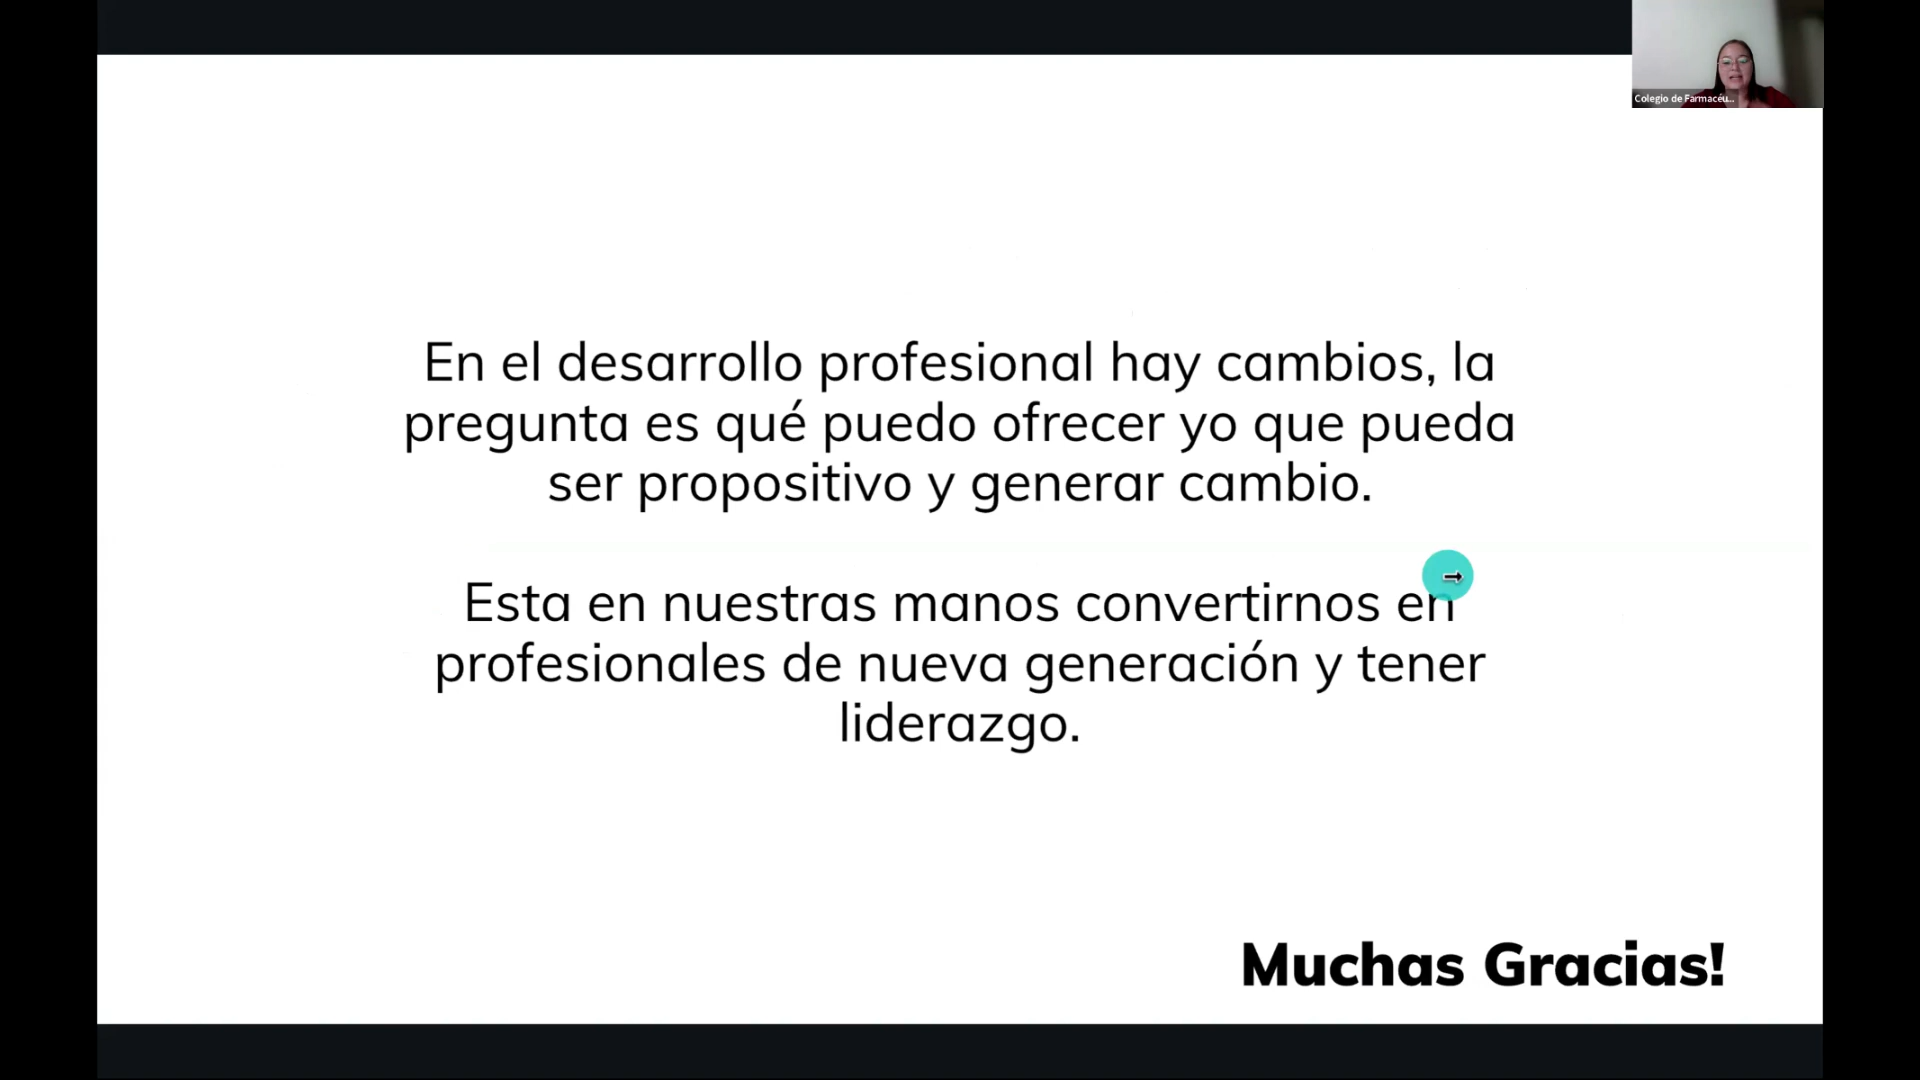 Colegio de Farmacéu...
En el desarrollo profesional hay cambios, la
pregunta es qué puedo ofrecer yo que pueda
ser propositivo y generar cambio.
Esta en nuestras manos convertirnos en
profesionales de nueva generación y tener
liderazgo.
Muchas Gracias!